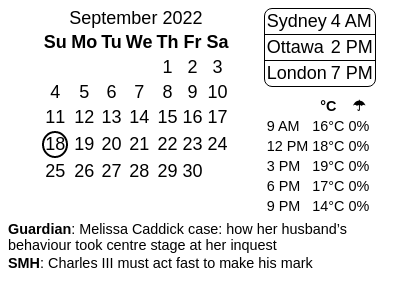 September 2022
Su Mo Tu We Th Fr Sa
1 2 3
4 5 6 7 8 9 10
11 12 13 14 15 16 17
18 19 20 21 22 23 24
25 26 27 28 29 30
Sydney 4 AM
Ottawa 2 PM
London 7 PM
°C ☂
9 AM 16°C 0%
12 PM 18°C 0%
3 PM 19°C 0%
6 PM 17°C 0%
9 PM 14°C 0%
Guardian: Melissa Caddick case: how her husband’s
behaviour took centre stage at her inquest
SMH: Charles III must act fast to make his mark